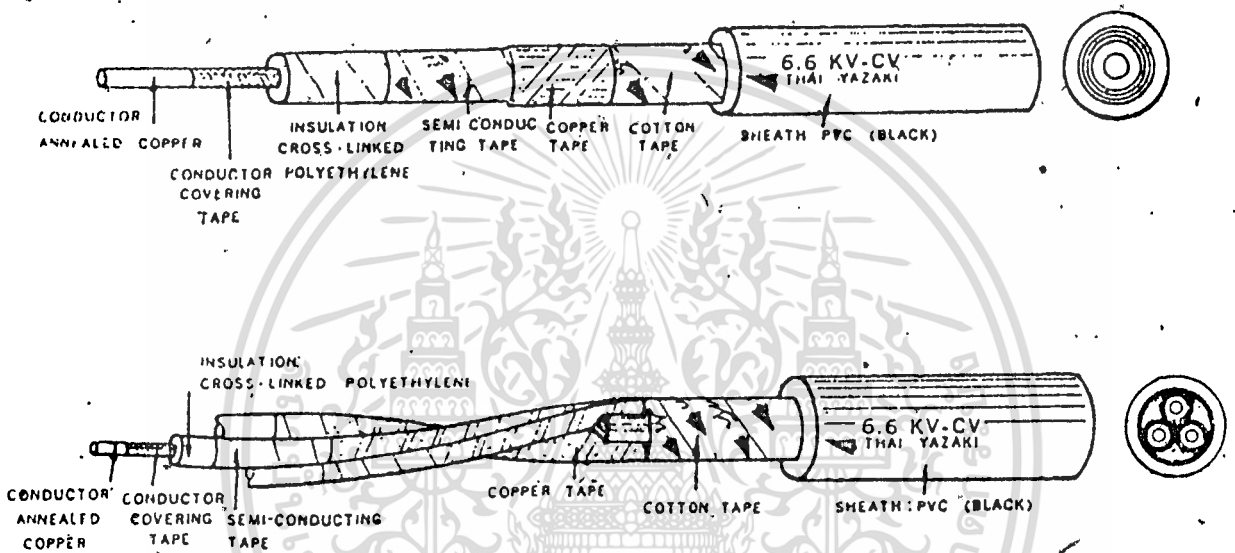 6.6 KV-CV
THAI YAZAKI
CONDUCTOR
ANNEALED COPPER
CONDUCTOR
COVERING
TAPE
INSULATION
CROSS-LINKED
POLYETHYLENE
SEMI CONDUC
TING TAPE
COPPER
TAPE
COTTON
TAPE
SHEATH PVC (BLACK)
INSULATION:
CROSS-LINKED POLYETHYLENE
6.6 KV-CV
THAI YAZAKI
CONDUCTOR
ANNEALED
COPPER
CONDUCTOR
COVERING
TAPE
SEMI-CONDUCTING
TAPE
COPPER TAPE
COTTON TAPE
SHEATH:PVC (BLACK)